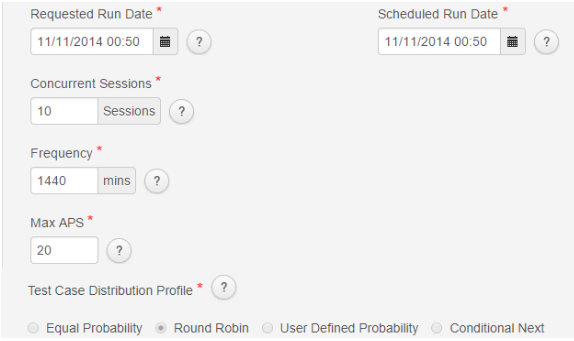 Requested Run Date * Scheduled Run Date *
11/11/2014 00:50 ? 11/11/2014 00:50 ?
Concurrent Sessions *
10 Sessions ?
Frequency *
1440 mins ?
Max APS *
20 ?
Test Case Distribution Profile * ?
Equal Probability Round Robin User Defined Probability Conditional Next